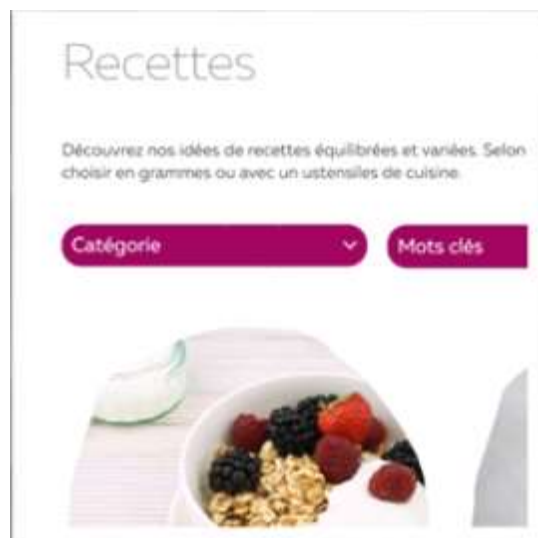 Recettes
Découvrez nos idées de recettes équilibrées et variées. Selon
choisir en grammes ou avec un ustensiles de cuisine.
Catégorie
Mots clés